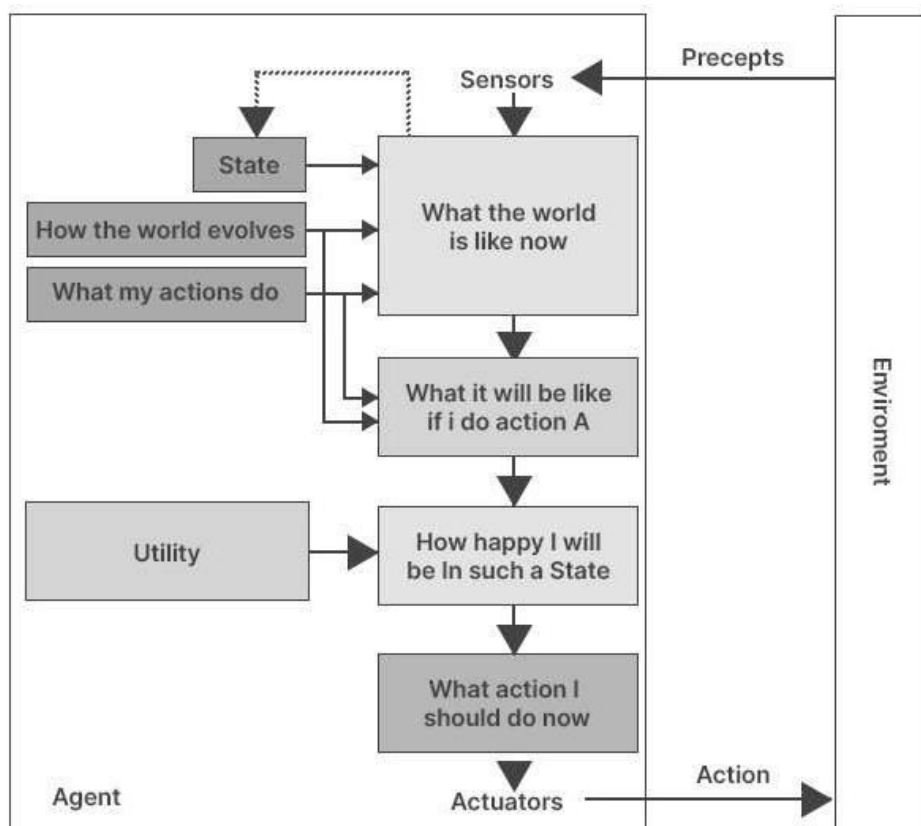 Precepts
Sensors
State
What the world
is like now
How the world evolves
What my actions do
What it will be like
if i do action A
Enviroment
Utility
How happy I will
be In such a State
What action I
should do now
Agent
Actuators
Action